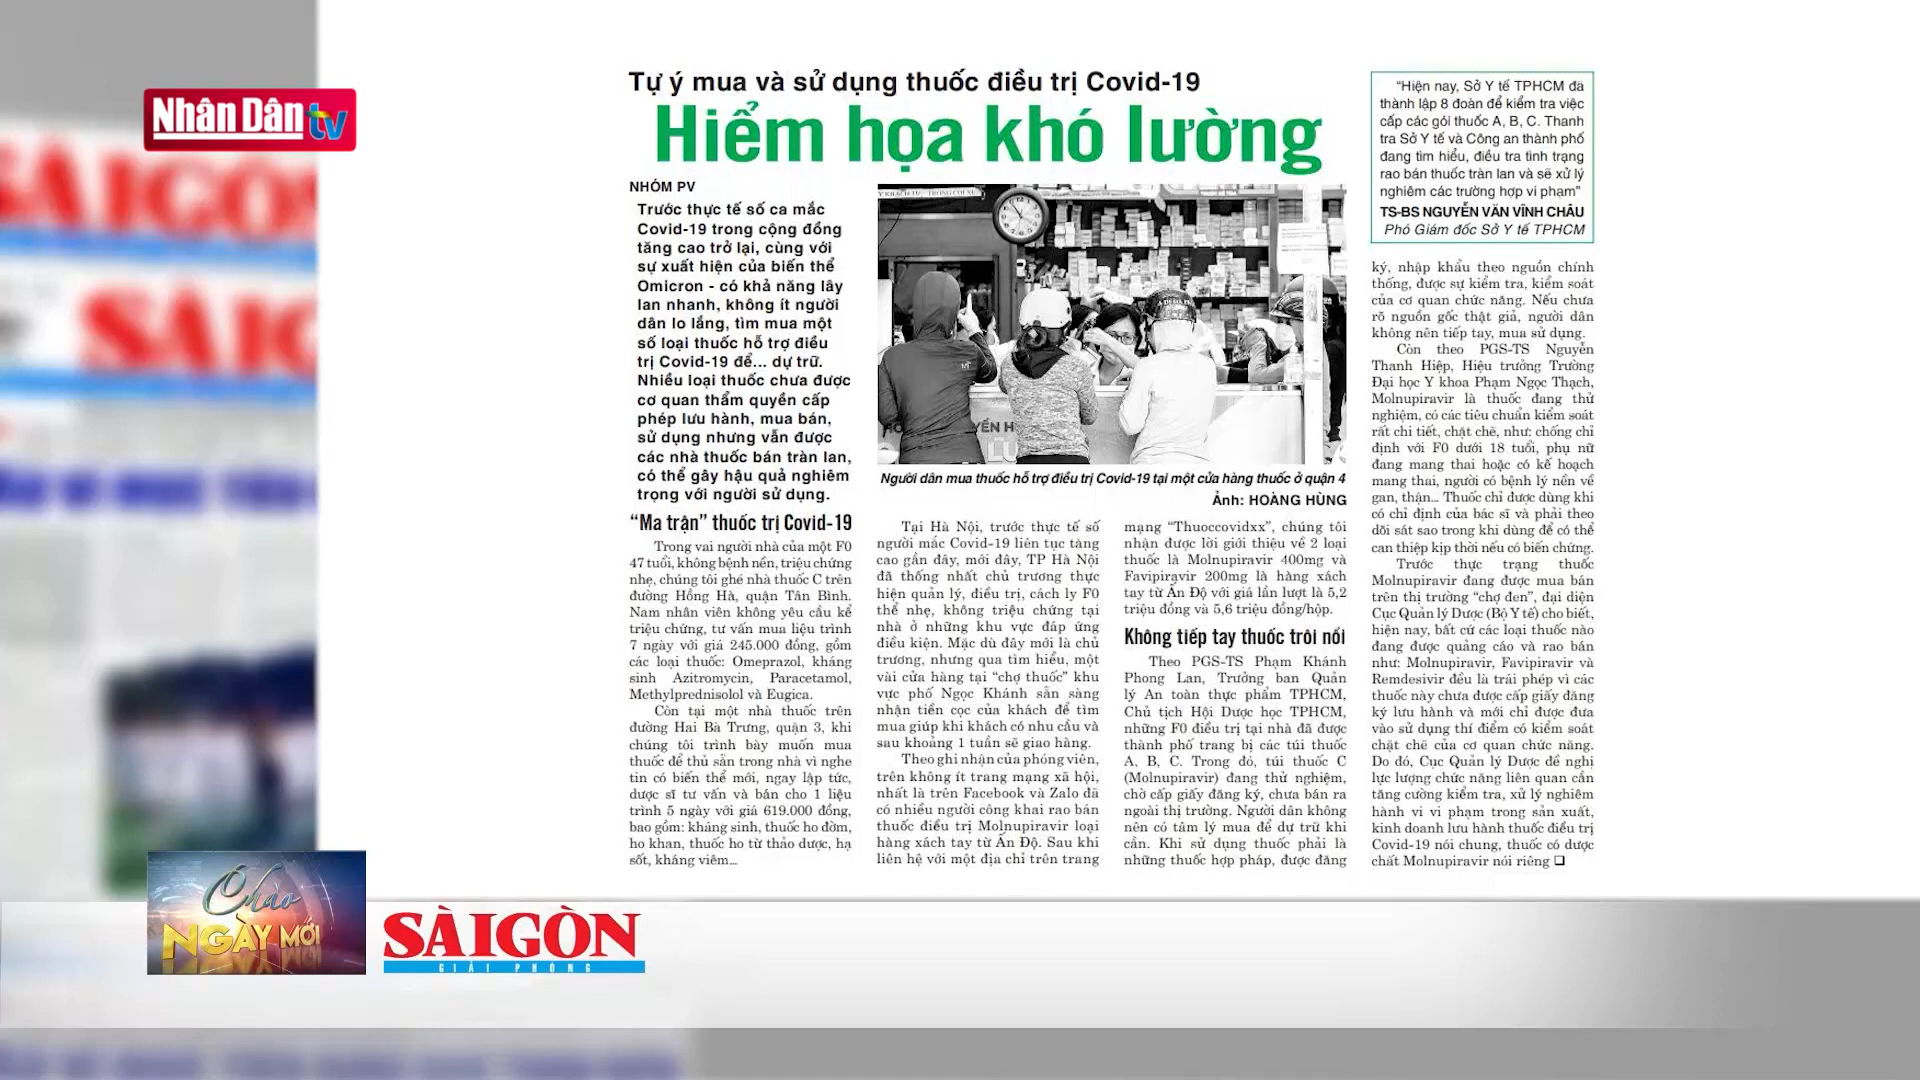 Nhân Dân tv
Tự ý mua và sử dụng thuốc điều trị Covid-19
Hiểm họa khó lường
NHÓM PV
Trước thực tế số ca mắc
Covid-19 trong cộng đồng
tăng cao trở lại, cùng với
sự xuất hiện của biến thể
Omicron - có khả năng lây
lan nhanh, không ít người
dân lo lắng, tìm mua một
số loại thuốc hỗ trợ điều
trị Covid-19 để... dự trữ.
Nhiều loại thuốc chưa được
cơ quan thẩm quyền cấp
phép lưu hành, mua bán,
sử dụng nhưng vẫn được
các nhà thuốc bán tràn lan,
có thể gây hậu quả nghiêm
trọng với người sử dụng.
“Ma trận” thuốc trị Covid-19
Trong vai người nhà của một F0
47 tuổi, không bệnh nền, triệu chứng
nhẹ, chúng tôi ghé nhà thuốc C trên
đường Hồng Hà, quận Tân Bình.
Nam nhân viên không yêu cầu kể
triệu chứng, tư vấn mua liệu trình
7 ngày với giá 245.000 đồng, gồm
các loại thuốc: Omeprazol, kháng
sinh Azitromycin, Paracetamol,
Methylprednisolol và Eugica.
Còn tại một nhà thuốc trên
đường Hai Bà Trưng, quận 3, khi
chúng tôi trình bày muốn mua
thuốc để thủ sẵn trong nhà vì nghe
tin có biến thể mới, ngay lập tức,
dược sĩ tư vấn và bán cho 1 liệu
trình 5 ngày với giá 619.000 đồng,
bao gồm: kháng sinh, thuốc ho đờm,
ho khan, thuốc ho từ thảo dược, hạ
sốt, kháng viêm...
Người dân mua thuốc hỗ trợ điều trị Covid-19 tại một cửa hàng thuốc ở quận 4
Ảnh: HOÀNG HÙNG
Tại Hà Nội, trước thực tế số
người mắc Covid-19 liên tục tăng
cao gần đây, mới đây, TP Hà Nội
đã thống nhất chủ trương thực
hiện quản lý, điều trị, cách ly F0
thể nhẹ, không triệu chứng tại
nhà ở những khu vực đáp ứng
điều kiện. Mặc dù đây mới là chủ
trương, nhưng qua tìm hiểu, một
vài cửa hàng tại “chợ thuốc” khu
vực phố Ngọc Khánh sẵn sàng
nhận tiền cọc của khách để tìm
mua giúp khi khách có nhu cầu và
sau khoảng 1 tuần sẽ giao hàng.
Theo ghi nhận của phóng viên,
trên không ít trang mạng xã hội,
nhất là trên Facebook và Zalo đã
có nhiều người công khai rao bán
thuốc điều trị Molnupiravir loại
hàng xách tay từ Ấn Độ. Sau khi
liên hệ với một địa chỉ trên trang
mạng “Thuoccovidxx”, chúng tôi
nhận được lời giới thiệu về 2 loại
thuốc là Molnupiravir 400mg và
Favipiravir 200mg là hàng xách
tay từ Ấn Độ với giá lần lượt là 5,2
triệu đồng và 5,6 triệu đồng/hộp.
Không tiếp tay thuốc trôi nổi
Theo PGS-TS Phạm Khánh
Phong Lan, Trưởng ban Quản
lý An toàn thực phẩm TPHCM,
Chủ tịch Hội Dược học TPHCM,
những F0 điều trị tại nhà đã được
thành phố trang bị các túi thuốc
A, B, C. Trong đó, túi thuốc C
(Molnupiravir) đang thử nghiệm,
chờ cấp giấy đăng ký, chưa bán ra
ngoài thị trường. Người dân không
nên có tâm lý mua để dự trữ khi
cần. Khi sử dụng thuốc phải là
những thuốc hợp pháp, được đăng
“Hiện nay, Sở Y tế TPHCM đã
thành lập 8 đoàn để kiểm tra việc
cấp các gói thuốc A, B, C. Thanh
tra Sở Y tế và Công an thành phố
đang tìm hiểu, điều tra tình trạng
rao bán thuốc tràn lan và sẽ xử lý
nghiêm các trường hợp vi phạm”
TS-BS NGUYỄN VĂN VĨNH CHÂU
Phó Giám đốc Sở Y tế TPHCM
ký, nhập khẩu theo nguồn chính
thống, được sự kiểm tra, kiểm soát
của cơ quan chức năng. Nếu chưa
rõ nguồn gốc thật giả, người dân
không nên tiếp tay, mua sử dụng.
Còn theo PGS-TS Nguyễn
Thanh Hiệp, Hiệu trưởng Trường
Đại học Y khoa Phạm Ngọc Thạch,
Molnupiravir là thuốc đang thử
nghiệm, có các tiêu chuẩn kiểm soát
rất chi tiết, chặt chẽ, như: chống chỉ
định với F0 dưới 18 tuổi, phụ nữ
đang mang thai hoặc có kế hoạch
mang thai, người có bệnh lý nền về
gan, thận... Thuốc chỉ được dùng khi
có chỉ định của bác sĩ và phải theo
dõi sát sao trong khi dùng để có thể
can thiệp kịp thời nếu có biến chứng.
Trước thực trạng thuốc
Molnupiravir đang được mua bán
trên thị trường “chợ đen”, đại diện
Cục Quản lý Dược (Bộ Y tế) cho biết,
hiện nay, bất cứ các loại thuốc nào
đang được quảng cáo và rao bán
như: Molnupiravir, Favipiravir và
Remdesivir đều là trái phép vì các
thuốc này chưa được cấp giấy đăng
ký lưu hành và mới chỉ được đưa
vào sử dụng thí điểm có kiểm soát
chặt chẽ của cơ quan chức năng.
Do đó, Cục Quản lý Dược đề nghị
lực lượng chức năng liên quan cần
tăng cường kiểm tra, xử lý nghiêm
hành vi vi phạm trong sản xuất,
kinh doanh lưu hành thuốc điều trị
Covid-19 nói chung, thuốc có dược
chất Molnupiravir nói riêng
Chào
NGÀY MỚI
SÀIGÒN
GIẢI PHÓNG
SÀIGÒN
SÀIG